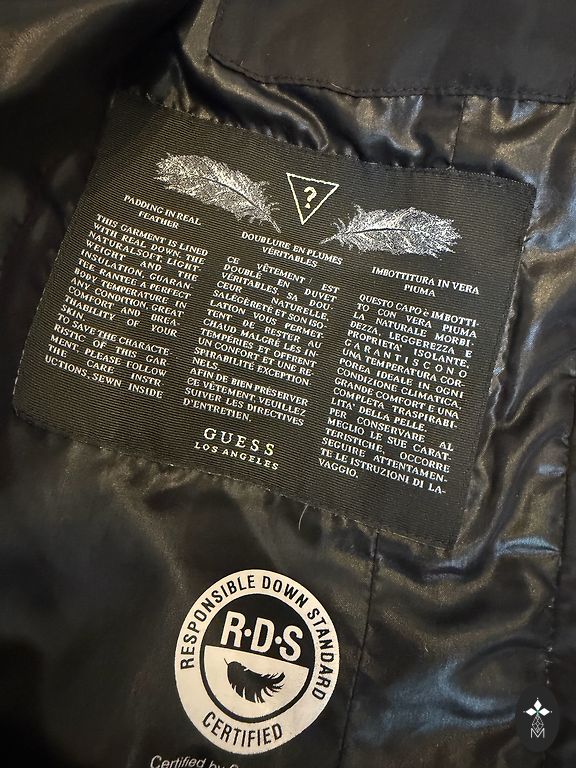 ?
PADDING IN REAL
FEATHER
THIS GARMENT IS LINED
WITH REAL DOWN. THE
NATURALSOFT, LIGHT-
WEIGHT AND THE
INSULATION, GUARAN-
TEE RANTEE A PERFECT
BODY TEMPERATURE IN
ANY CONDITION, GREAT
COMFORT AND BREA-
THABILITY OF YOUR
SKIN.
TO SAVE THE CHARACTE
RISTIC OF THIS GAR
MENT, PLEASE FOLLOW
THE CARE INSTR
UCTIONS, SEWN INSIDE
DOUBLURE EN PLUMES
VÉRITABLES
CE VÊTEMENT EST
DOUBLÉ EN DUVET
VÉRITABLES, SA DOU
CEUR NATURELLE,
SALÉGÈRETÉ ET SON ISO-
LATION VOUS PERMET-
TENT DE RESTER AU
CHAUD MALGRÉ LES IN-
TEMPÉRIES ET OFFRENT
UN CONFORT ET UNE RE-
SPIRABILITÉ EXCEPTION-
NELS.
AFIN DE BIEN PRÉSERVER
CE VÊTEMENT, VEUILLEZ
SUIVER LES DIRECTIVES
D'ENTRETIEN.
IMBOTTITURA IN VERA
PIUMA
QUESTO CAPO è IMBOTTI-
TO CON VERA PIUMA
LA NATURALE MORBI-
DEZZA, LEGGEREZZA E
PROPRIETA' ISOLANTE,
GARANTISCONO
UNA TEMPERATURA COR-
POREA IDEALE IN OGNI
CONDIZIONE CLIMATICA,
GRANDE COMFORT E UNA
COMPLETA TRASPIRABI-
LITA' DELLA PELLE.
PER CONSERVARE AL
MEGLIO LE SUE CARAT-
TERISTICHE, OCCORRE
SEGUIRE ATTENTAMEN-
TE LE ISTRUZIONI DI LA-
VAGGIO.
GUESS
LOS ANGELES
RESPONSIBLE DOWN STANDARD
R·D·S
CERTIFIED
Certified by
M